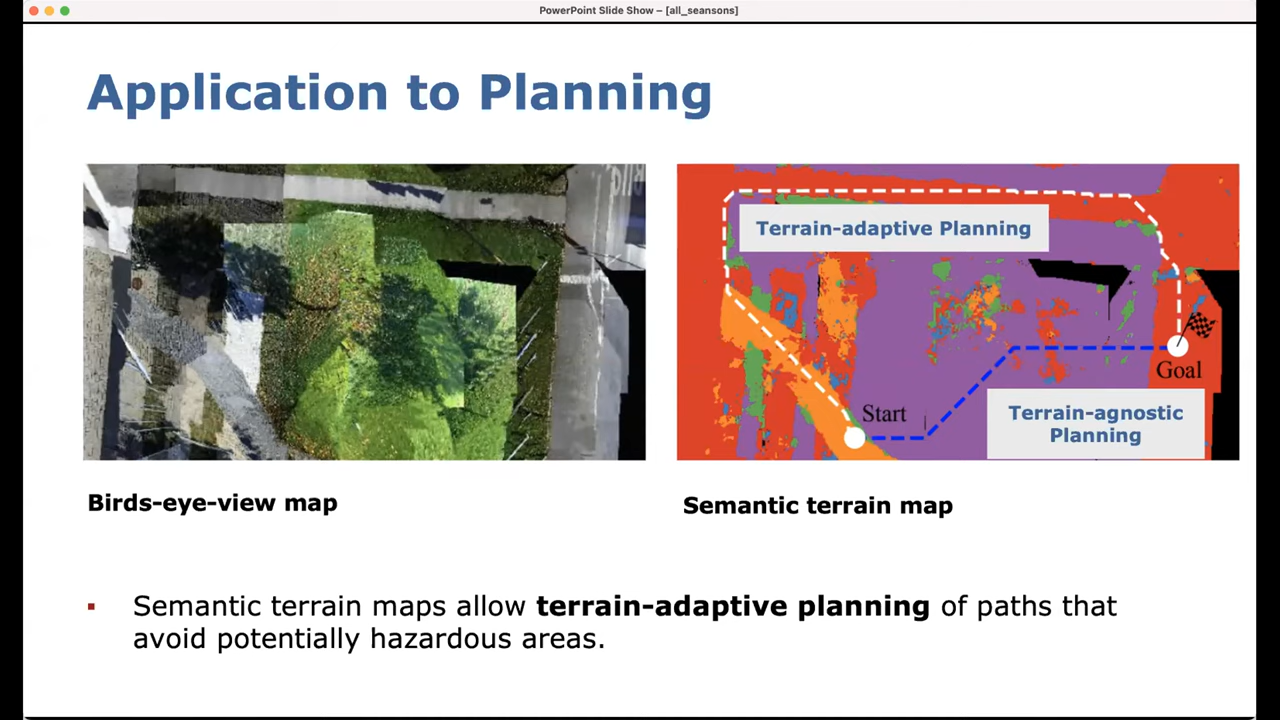 PowerPoint Slide Show – [all_seansons]
Application to Planning
Terrain-adaptive Planning
Goal
Start
Terrain-agnostic
Planning
Birds-eye-view map
Semantic terrain map
▪ Semantic terrain maps allow terrain-adaptive planning of paths that
avoid potentially hazardous areas.